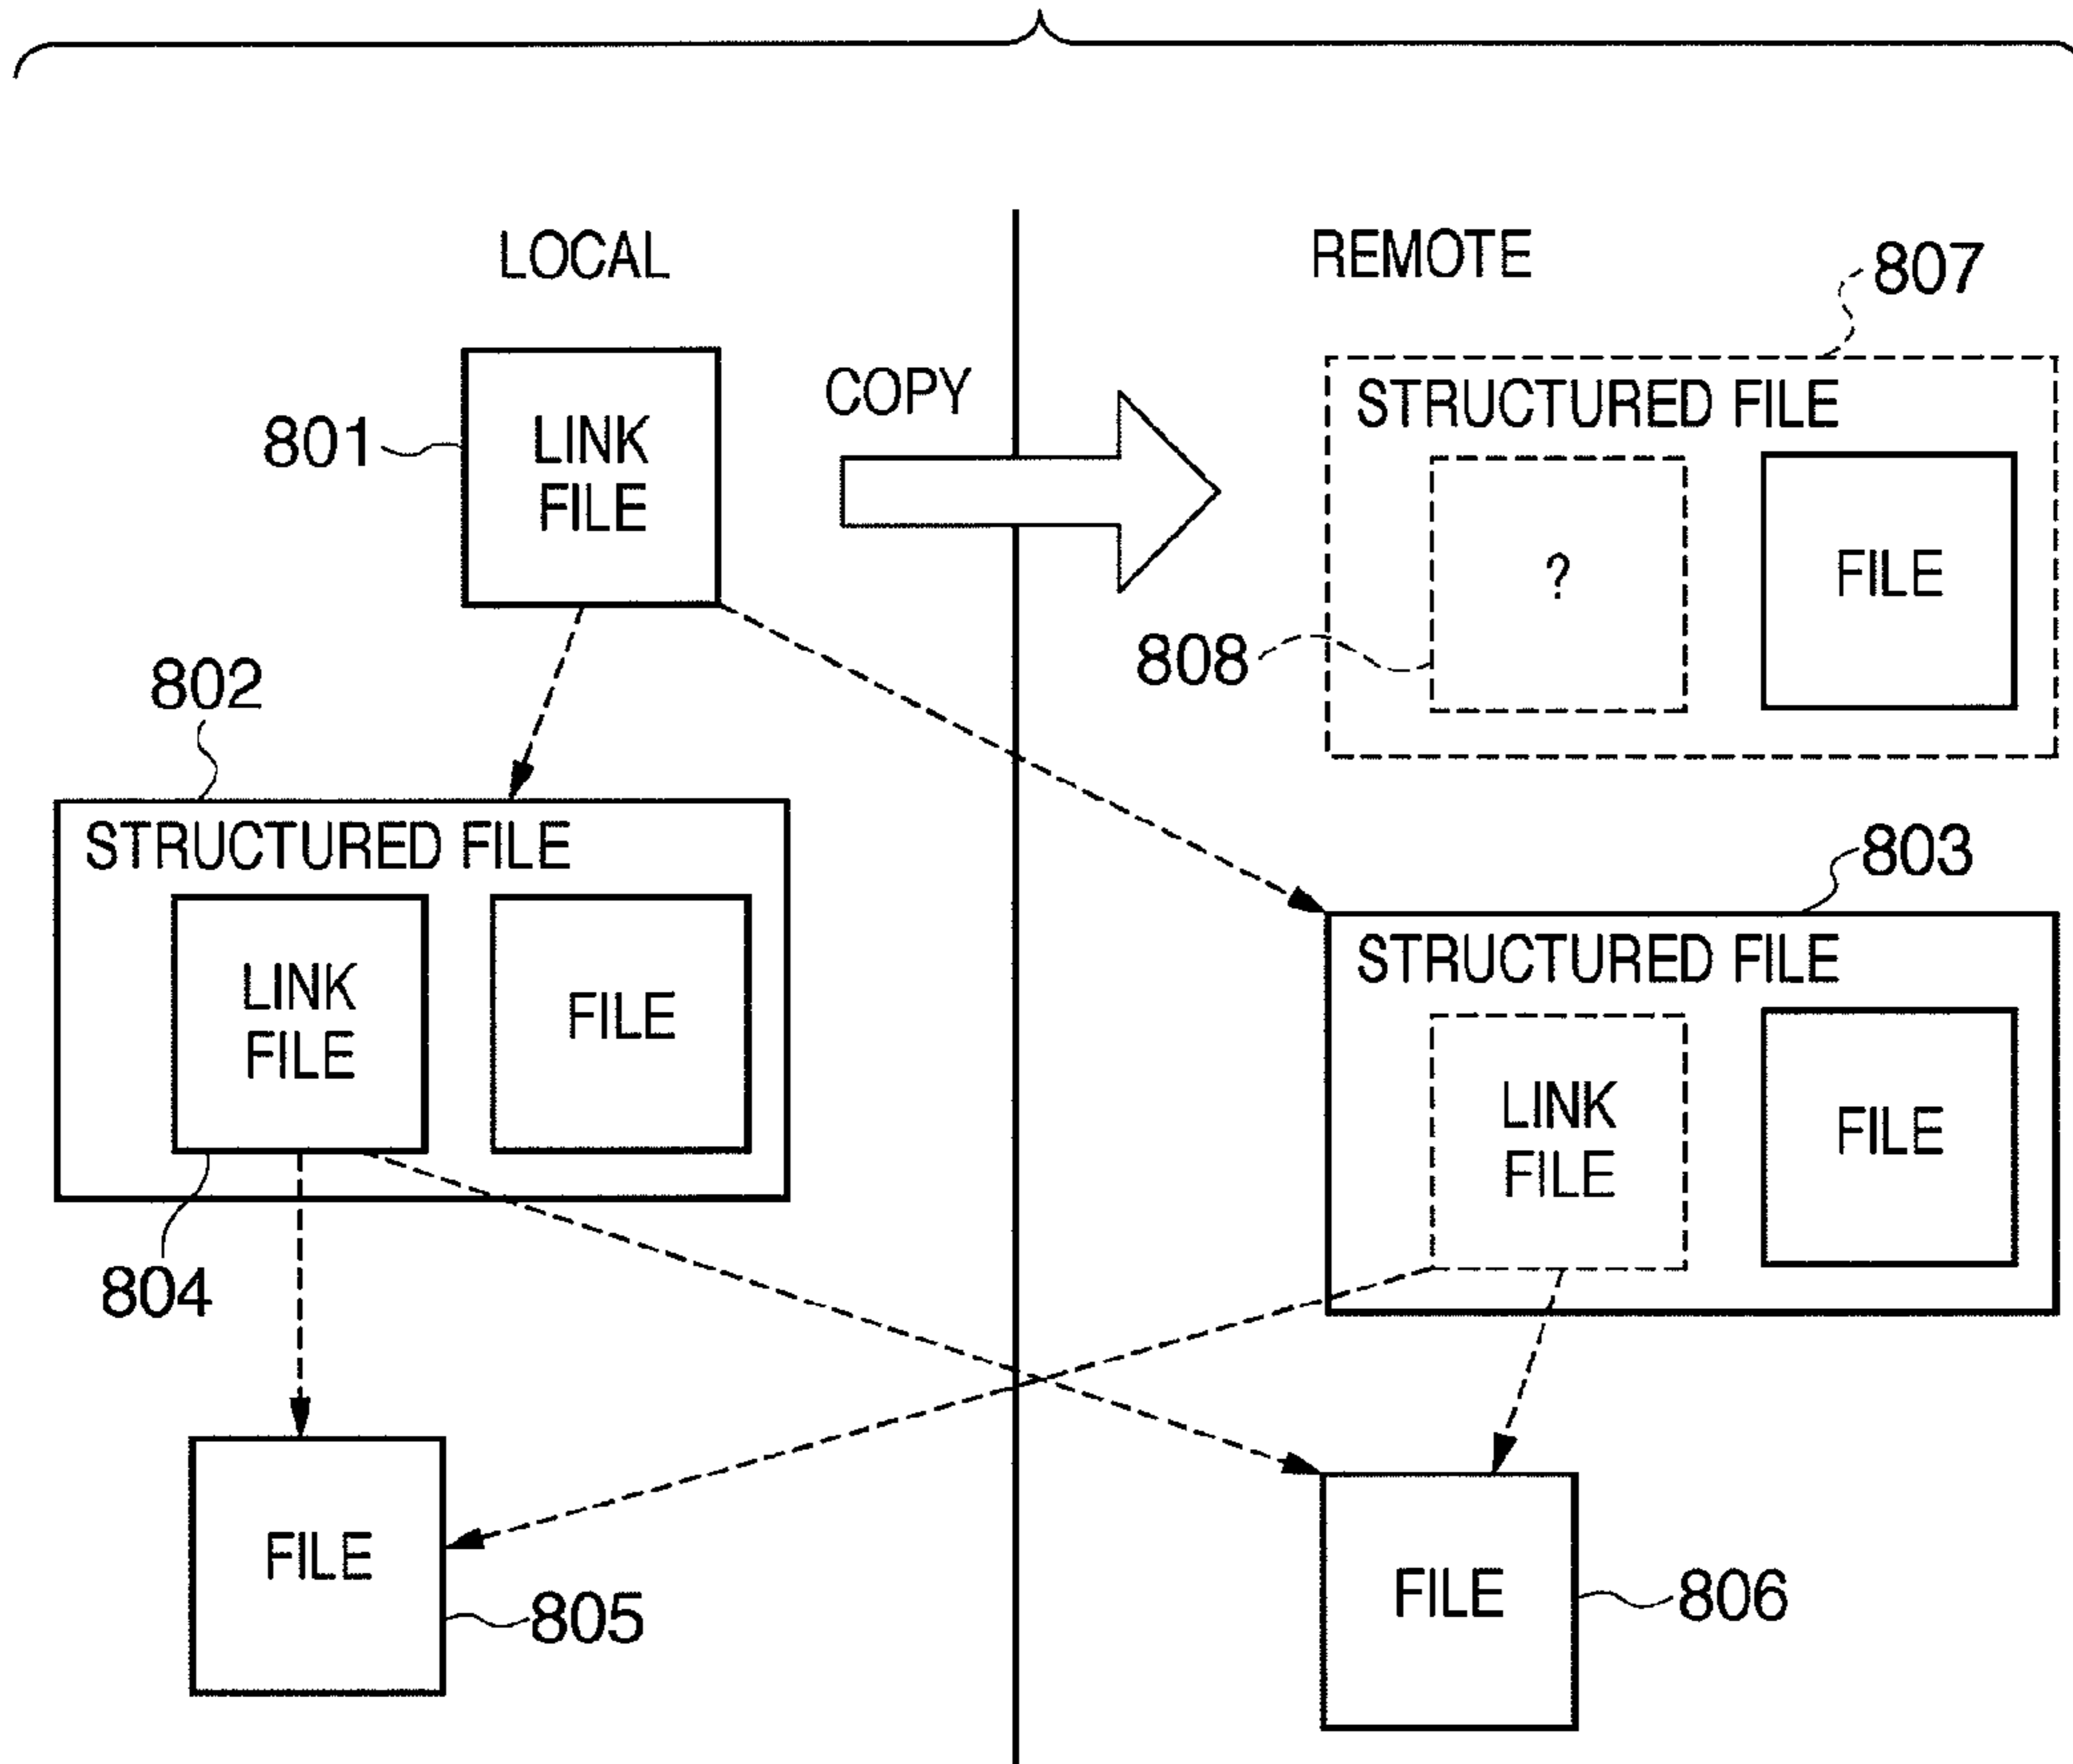 LOCAL
REMOTE
807
801
LINK
FILE
COPY
STRUCTURED FILE
?
FILE
808
802
STRUCTURED FILE
LINK
FILE
FILE
804
803
STRUCTURED FILE
LINK
FILE
FILE
FILE
805
FILE
806